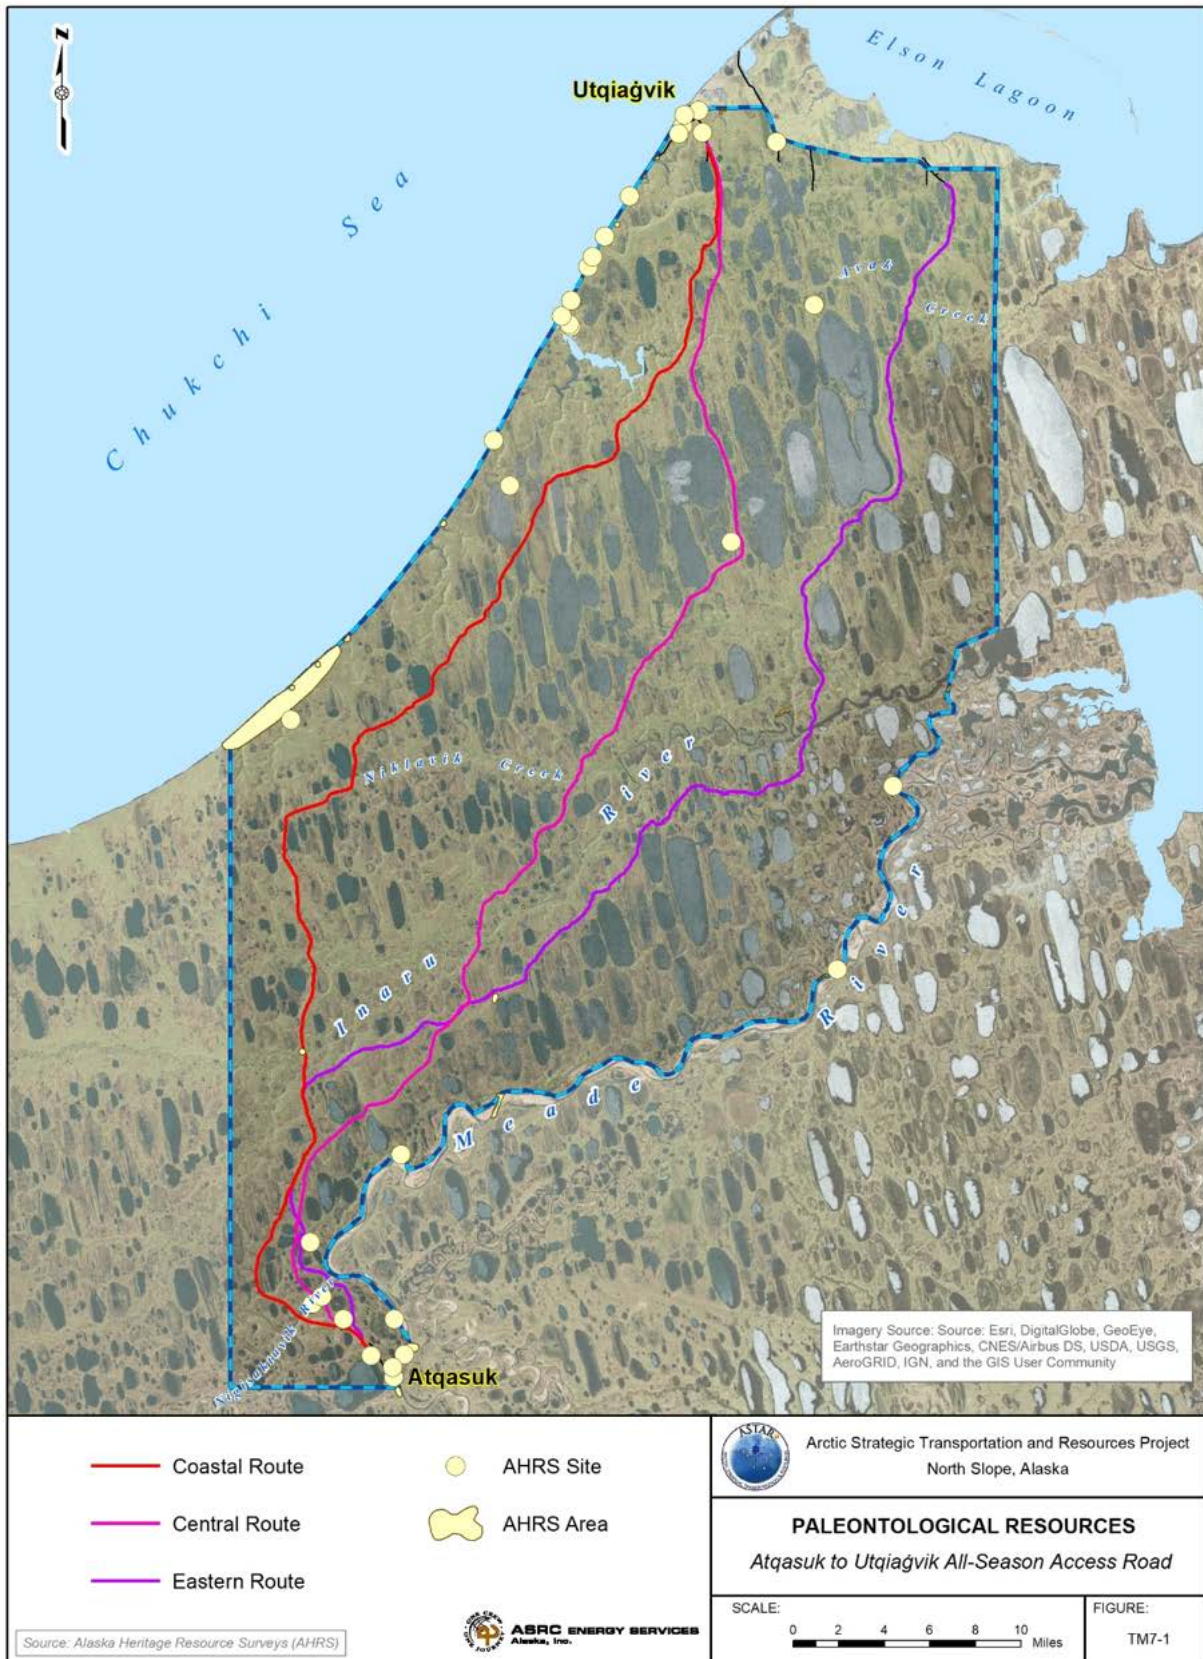 N
Utqiaġvik
Elson Lagoon
Chukchi Sea
Avak Creek
Niklavik Creek
Inaru River
Meade River
River
Atqasuk
Imagery Source: Source: Esri, DigitalGlobe, GeoEye,
Earthstar Geographics, CNES/Airbus DS, USDA, USGS,
AeroGRID, IGN, and the GIS User Community
Coastal Route
Central Route
Eastern Route
AHRS Site
AHRS Area
Source: Alaska Heritage Resource Surveys (AHRS)
ASRC ENERGY SERVICES
Alaska, Inc.
ASTAR
Arctic Strategic Transportation and Resources Project
North Slope, Alaska
PALEONTOLOGICAL RESOURCES
Atqasuk to Utqiaġvik All-Season Access Road
SCALE:
0 2 4 6 8 10
Miles
FIGURE:
TM7-1